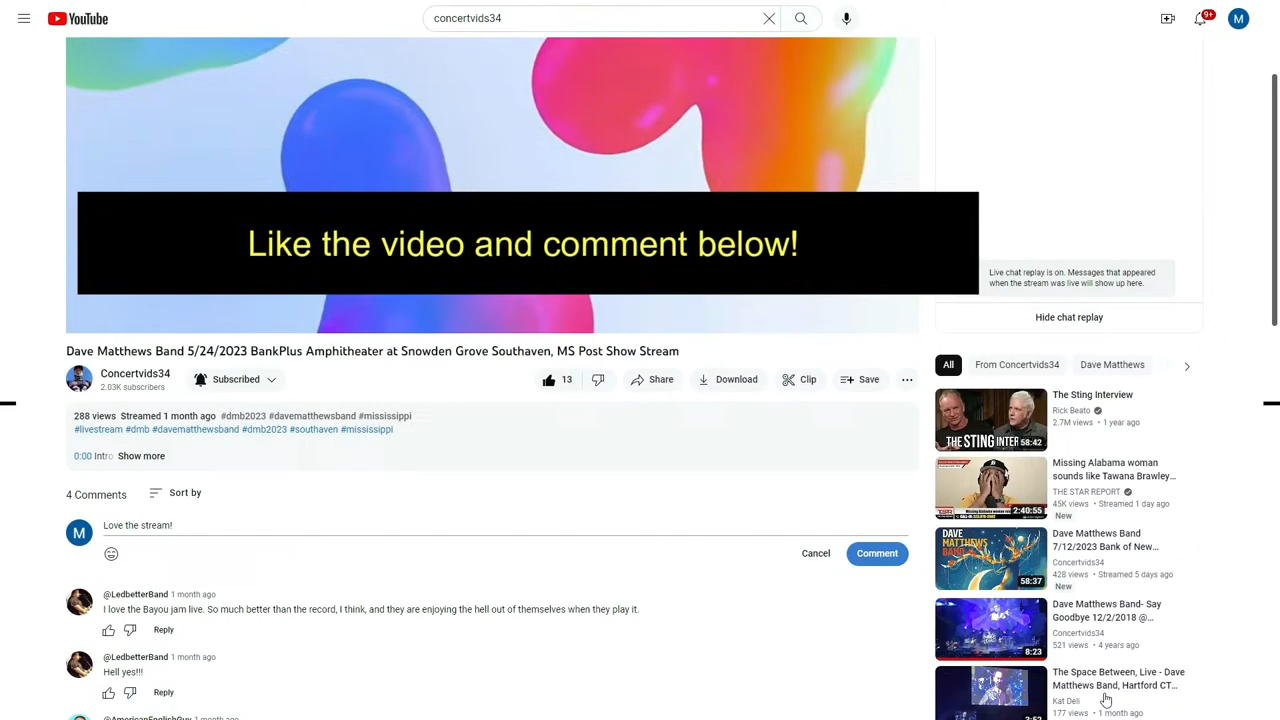 YouTube
concertvids34
9+
M
Like the video and comment below!
Live chat replay is on. Messages that appeared
when the stream was live will show up here.
Hide chat replay
Dave Matthews Band 5/24/2023 BankPlus Amphitheater at Snowden Grove Southaven, MS Post Show Stream
Concertvids34
2.03K subscribers
Subscribed
13
Share
Download
Clip
Save
288 views Streamed 1 month ago #dmb2023 #davematthewsband #mississippi
#livestream #dmb #davematthewsband #dmb2023 #southaven #mississippi
0:00 Intro Show more
4 Comments
Sort by
M
Love the stream!
Cancel
Comment
@LedbetterBand 1 month ago
I love the Bayou jam live. So much better than the record, I think, and they are enjoying the hell out of themselves when they play it.
Reply
@LedbetterBand 1 month ago
Hell yes!!!
Reply
@AmericanEnglishGuy 1 month ago
All
From Concertvids34
Dave Matthews
THE STING INTER
58:42
The Sting Interview
Rick Beato
2.7M views • 1 year ago
2:40:55
Missing Alabama woman
sounds like Tawana Brawley...
THE STAR REPORT
45K views • Streamed 1 day ago
New
DAVE
MATTHEWS
BAND
58:37
Dave Matthews Band
7/12/2023 Bank of New...
Concertvids34
428 views • Streamed 5 days ago
New
8:23
Dave Matthews Band- Say
Goodbye 12/2/2018 @...
Concertvids34
521 views • 4 years ago
3:52
The Space Between, Live - Dave
Matthews Band, Hartford CT...
Kat Deli
177 views • 1 month ago